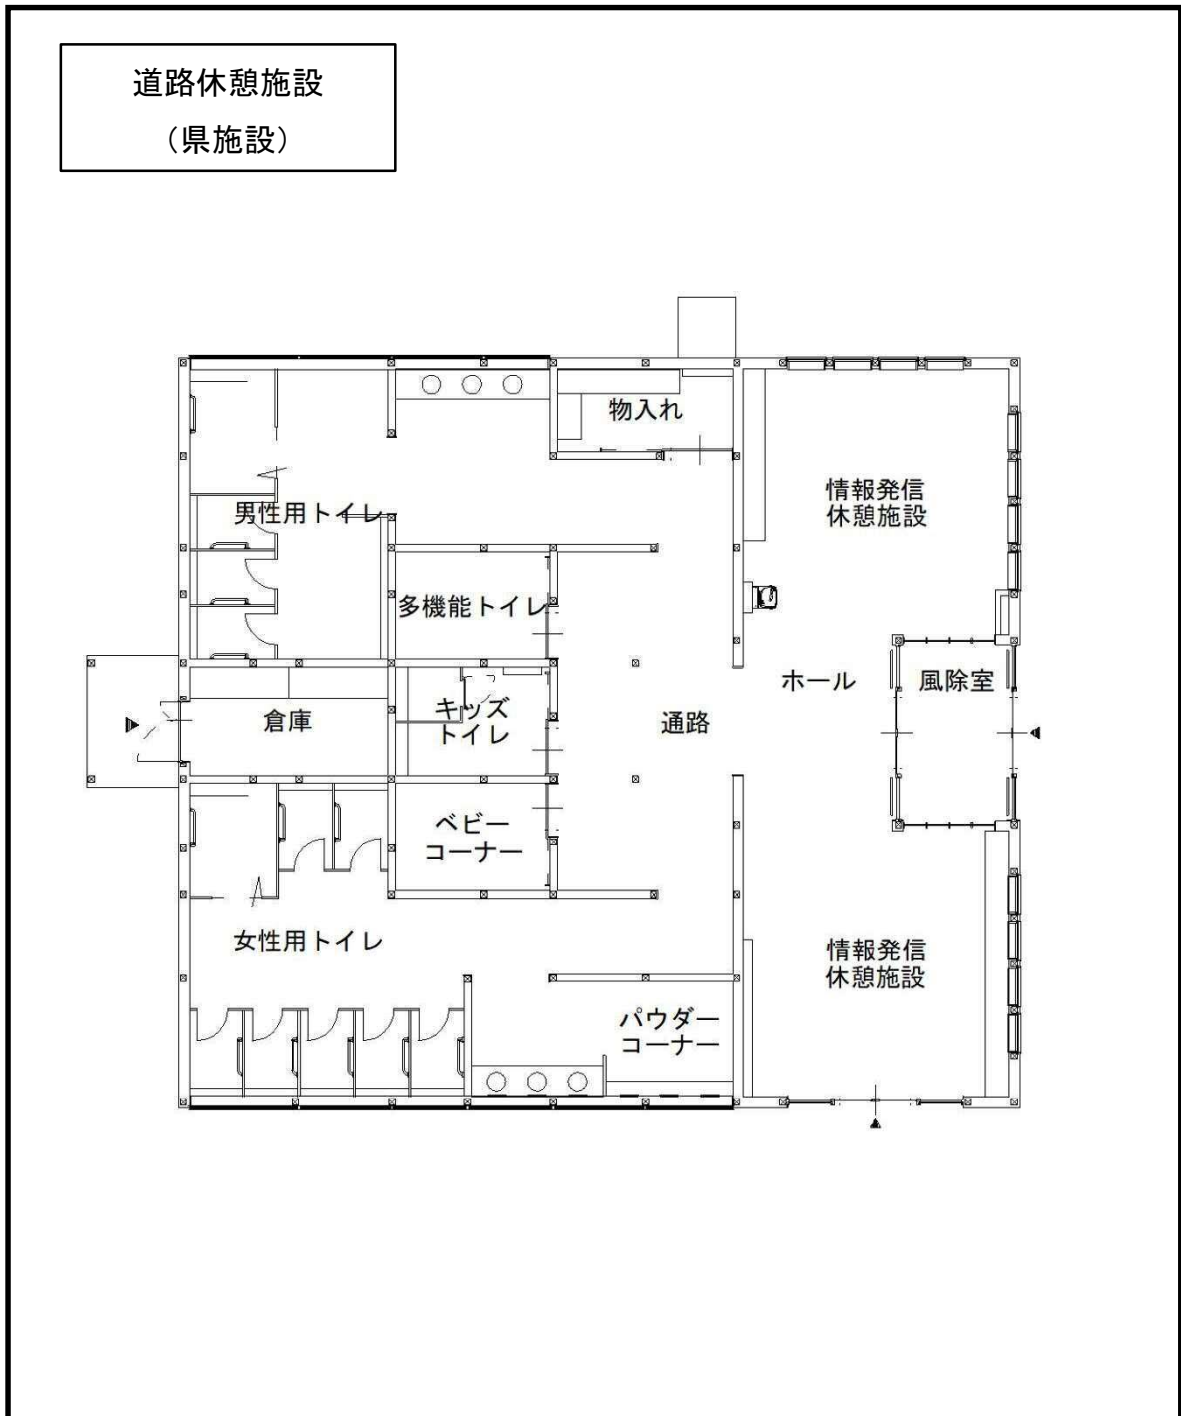 道路休憩施設
（県施設）
物入れ
情報発信
休憩施設
男性用トイレ
多機能トイレ
ホール
風除室
倉庫
キッズ
トイレ
通路
ベビー
コーナー
女性用トイレ
情報発信
休憩施設
パウダー
コーナー